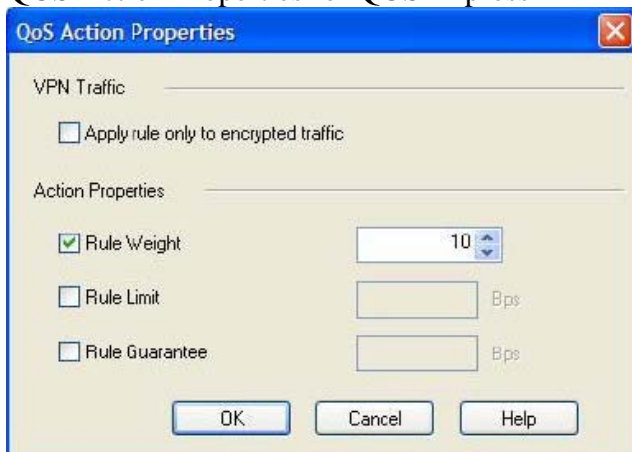 QoS Action Properties
VPN Traffic
Apply rule only to encrypted traffic
Action Properties
Rule Weight 10
Rule Limit Bps
Rule Guarantee Bps
OK Cancel Help